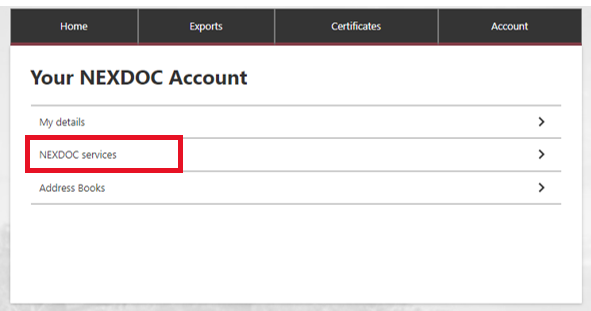 Home Exports Certificates Account
Your NEXDOC Account
My details
NEXDOC services
Address Books